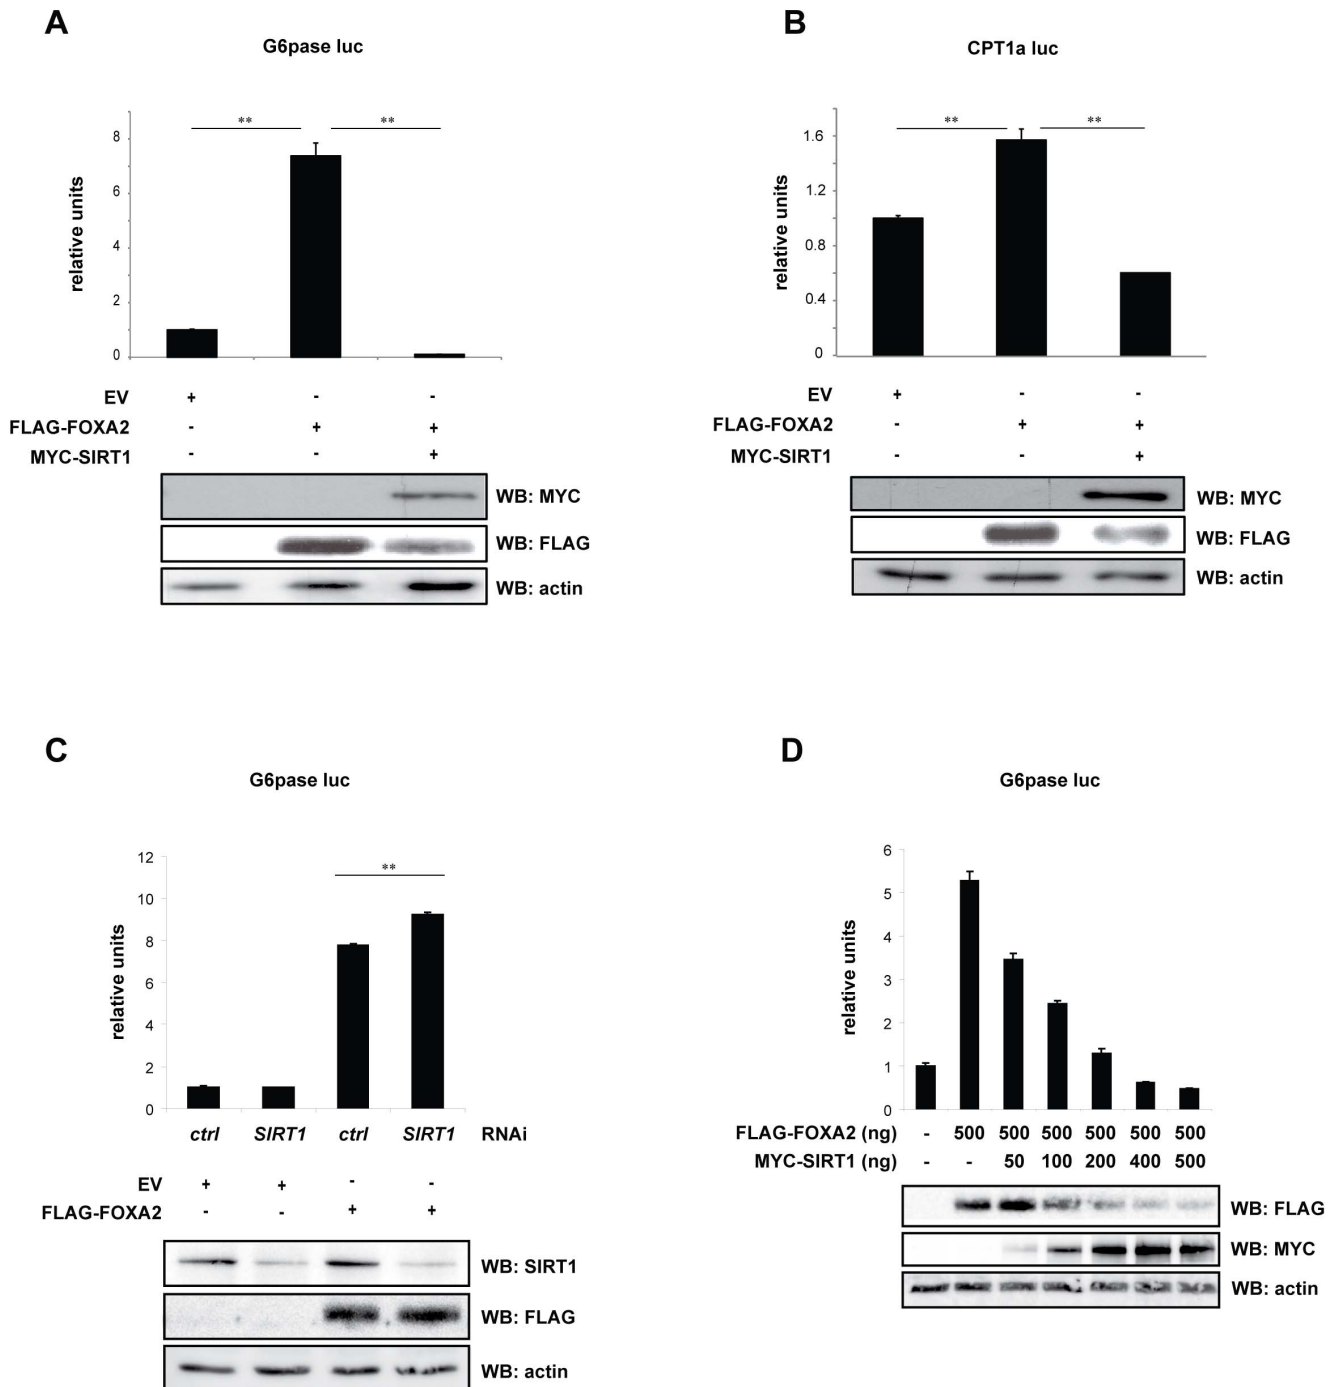 A
G6pase luc
**
**
8
6
4
2
0
relative units
EV + - -
FLAG-FOXA2 - + +
MYC-SIRT1 - - +
WB: MYC
WB: FLAG
WB: actin
B
CPT1a luc
**
**
1.6
1.2
0.8
0.4
0
relative units
EV + - -
FLAG-FOXA2 - + +
MYC-SIRT1 - - +
WB: MYC
WB: FLAG
WB: actin
C
G6pase luc
**
12
10
8
6
4
2
0
relative units
ctrl SIRT1 ctrl SIRT1 RNAi
EV + + - -
FLAG-FOXA2 - - + +
WB: SIRT1
WB: FLAG
WB: actin
D
G6pase luc
6
5
4
3
2
1
0
relative units
FLAG-FOXA2 (ng) - 500 500 500 500 500 500
MYC-SIRT1 (ng) - - 50 100 200 400 500
WB: FLAG
WB: MYC
WB: actin